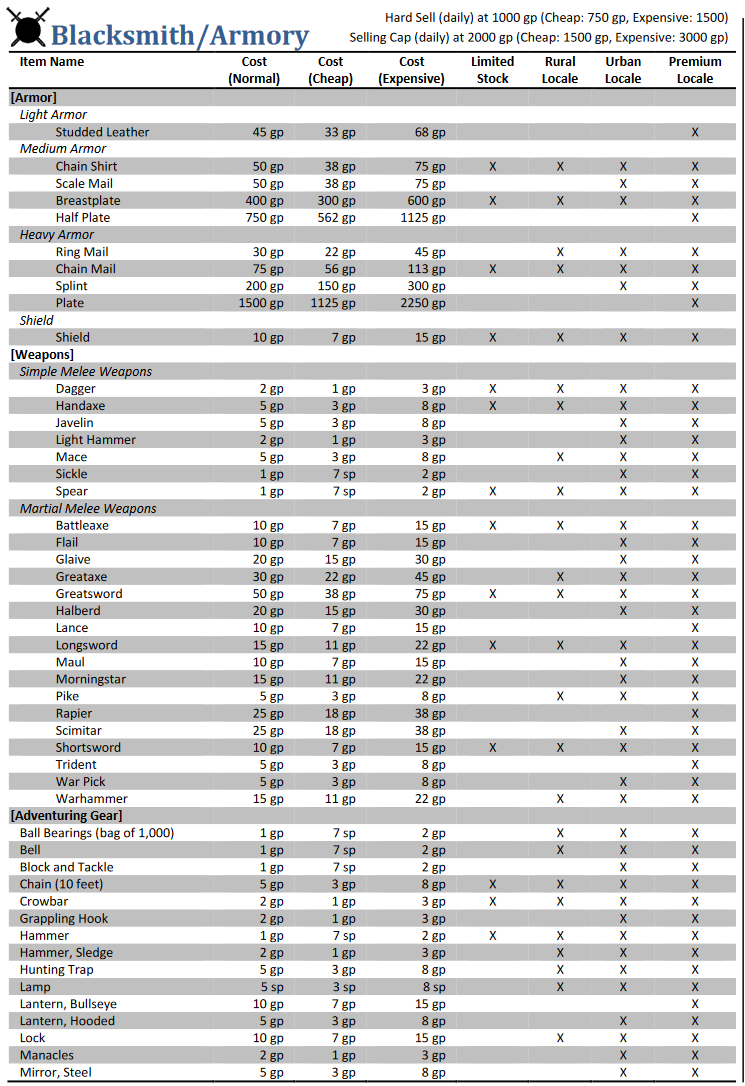 Blacksmith/Armory
Hard Sell (daily) at 1000 gp (Cheap: 750 gp, Expensive: 1500)
Selling Cap (daily) at 2000 gp (Cheap: 1500 gp, Expensive: 3000 gp)
Item Name Cost Cost Cost Limited Rural Urban Premium
(Normal) (Cheap) (Expensive) Stock Locale Locale Locale
[Armor]
Light Armor
Studded Leather 45 gp 33 gp 68 gp X
Medium Armor
Chain Shirt 50 gp 38 gp 75 gp X X X X
Scale Mail 50 gp 38 gp 75 gp X X
Breastplate 400 gp 300 gp 600 gp X X X X
Half Plate 750 gp 562 gp 1125 gp X
Heavy Armor
Ring Mail 30 gp 22 gp 45 gp X X X
Chain Mail 75 gp 56 gp 113 gp X X X X
Splint 200 gp 150 gp 300 gp X X
Plate 1500 gp 1125 gp 2250 gp X
Shield
Shield 10 gp 7 gp 15 gp X X X X
[Weapons]
Simple Melee Weapons
Dagger 2 gp 1 gp 3 gp X X X X
Handaxe 5 gp 3 gp 8 gp X X X X
Javelin 5 gp 3 gp 8 gp X X
Light Hammer 2 gp 1 gp 3 gp X X
Mace 5 gp 3 gp 8 gp X X X
Sickle 1 gp 7 sp 2 gp X X
Spear 1 gp 7 sp 2 gp X X X X
Martial Melee Weapons
Battleaxe 10 gp 7 gp 15 gp X X X X
Flail 10 gp 7 gp 15 gp X X
Glaive 20 gp 15 gp 30 gp X X
Greataxe 30 gp 22 gp 45 gp X X X
Greatsword 50 gp 38 gp 75 gp X X X X
Halberd 20 gp 15 gp 30 gp X X
Lance 10 gp 7 gp 15 gp X
Longsword 15 gp 11 gp 22 gp X X X X
Maul 10 gp 7 gp 15 gp X X
Morningstar 15 gp 11 gp 22 gp X X
Pike 5 gp 3 gp 8 gp X X X
Rapier 25 gp 18 gp 38 gp X
Scimitar 25 gp 18 gp 38 gp X X
Shortsword 10 gp 7 gp 15 gp X X X X
Trident 5 gp 3 gp 8 gp X
War Pick 5 gp 3 gp 8 gp X X
Warhammer 15 gp 11 gp 22 gp X X X
[Adventuring Gear]
Ball Bearings (bag of 1,000) 1 gp 7 sp 2 gp X X X
Bell 1 gp 7 sp 2 gp X X X
Block and Tackle 1 gp 7 sp 2 gp X X
Chain (10 feet) 5 gp 3 gp 8 gp X X X X
Crowbar 2 gp 1 gp 3 gp X X X X
Grappling Hook 2 gp 1 gp 3 gp X X
Hammer 1 gp 7 sp 2 gp X X X X
Hammer, Sledge 2 gp 1 gp 3 gp X X X
Hunting Trap 5 gp 3 gp 8 gp X X X
Lamp 5 sp 3 sp 8 sp X X X
Lantern, Bullseye 10 gp 7 gp 15 gp X
Lantern, Hooded 5 gp 3 gp 8 gp X X
Lock 10 gp 7 gp 15 gp X X X
Manacles 2 gp 1 gp 3 gp X X
Mirror, Steel 5 gp 3 gp 8 gp X X